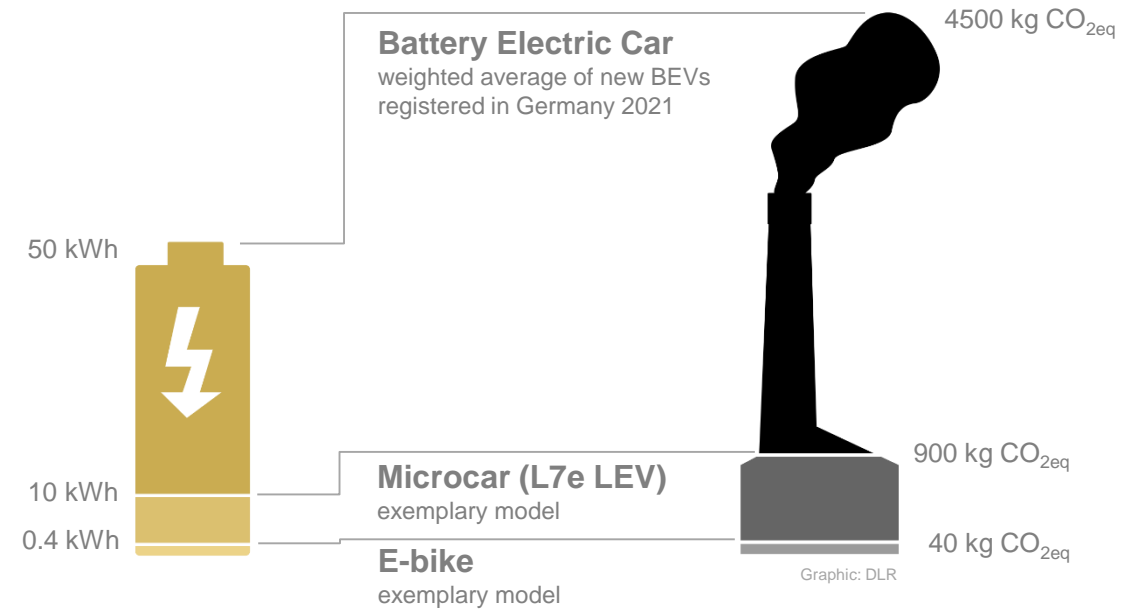 4500 kg CO2eq
Battery Electric Car
weighted average of new BEVs
registered in Germany 2021
50 kWh
900 kg CO2eq
Microcar (L7e LEV)
10 kWh
exemplary model
0.4 kWh
40 kg CO2eq
E-bike
Graphic: DLR
exemplary model